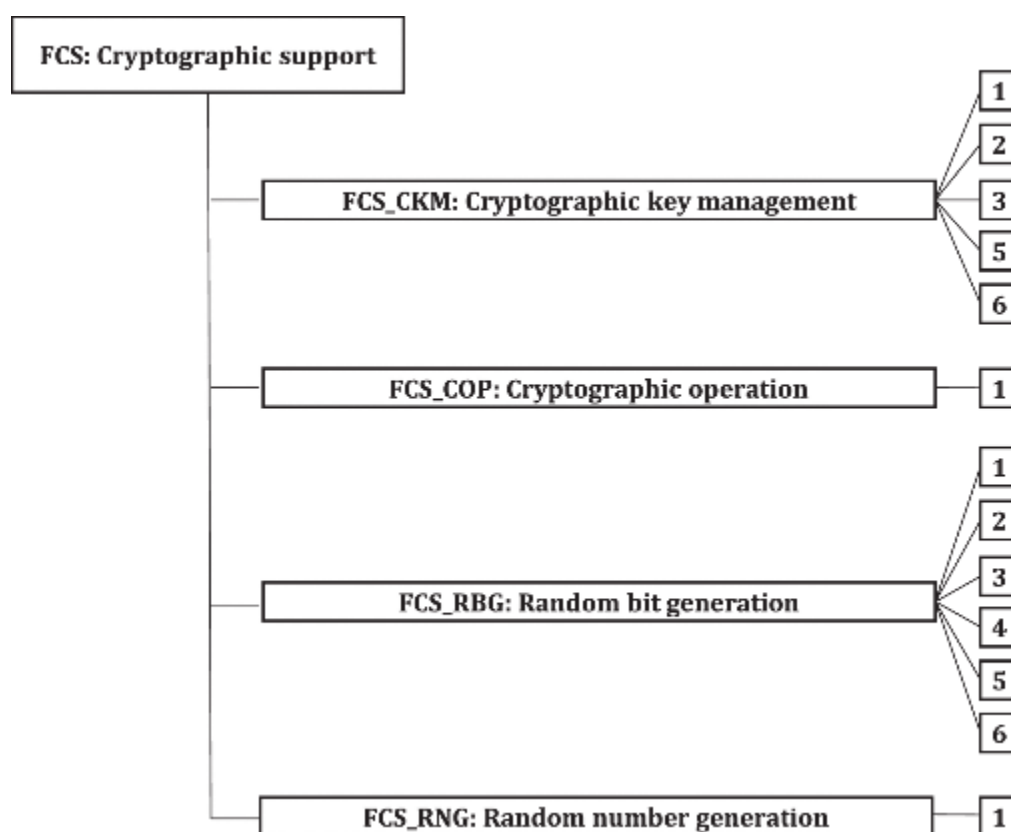 FCS: Cryptographic support
FCS_CKM: Cryptographic key management
1
2
3
5
6
FCS_COP: Cryptographic operation
1
FCS_RBG: Random bit generation
1
2
3
4
5
6
FCS_RNG: Random number generation
1